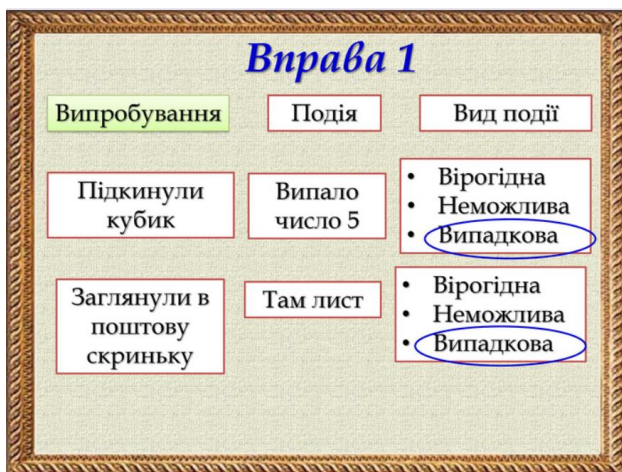 Вправа 1
Випробування
Подія
Вид події
Підкинули
кубик
Випало
число 5
• Вірогідна
• Неможлива
• Випадкова
Заглянули в
поштову
скриньку
Там лист
• Вірогідна
• Неможлива
• Випадкова